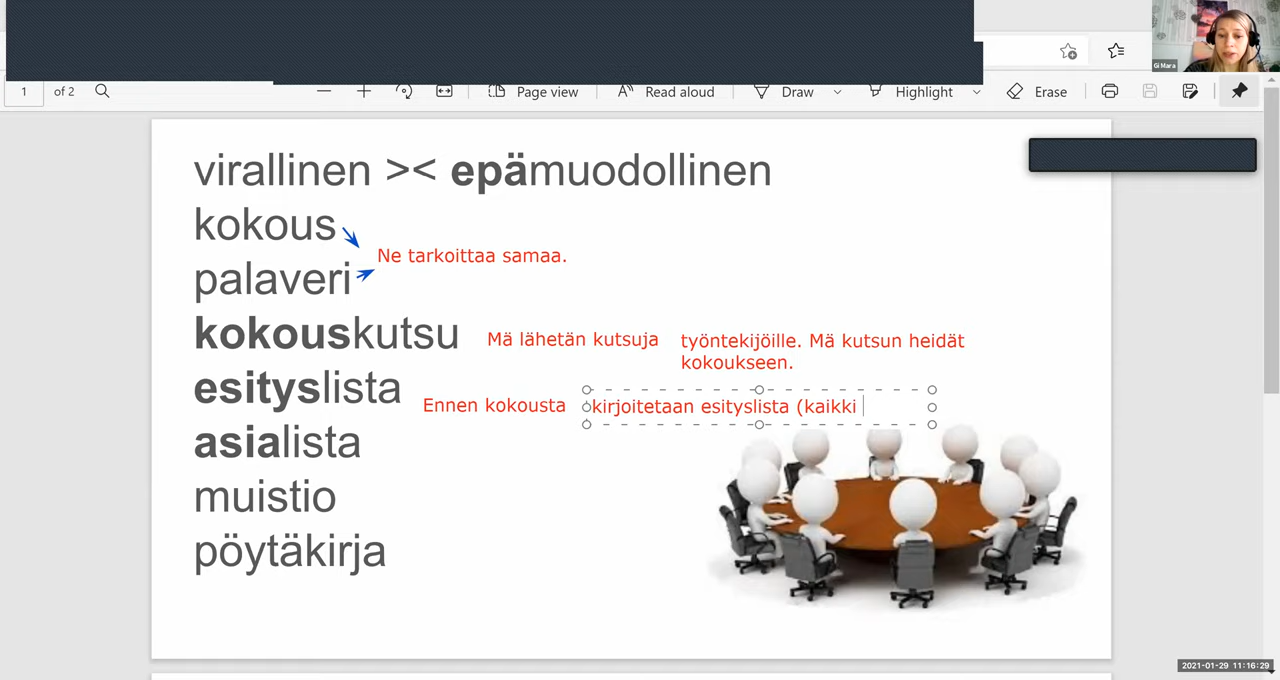 Gi Mara
1 of 2 Page view Read aloud Draw Highlight Erase
virallinen >< epämuodollinen
kokous
Ne tarkoittaa samaa.
palaveri
kokouskutsu Mä lähetän kutsuja työntekijöille. Mä kutsun heidät
kokoukseen.
esityslista
Ennen kokousta kirjoitetaan esityslista (kaikki
asialista
muistio
pöytäkirja
2021-01-29 11:16:29